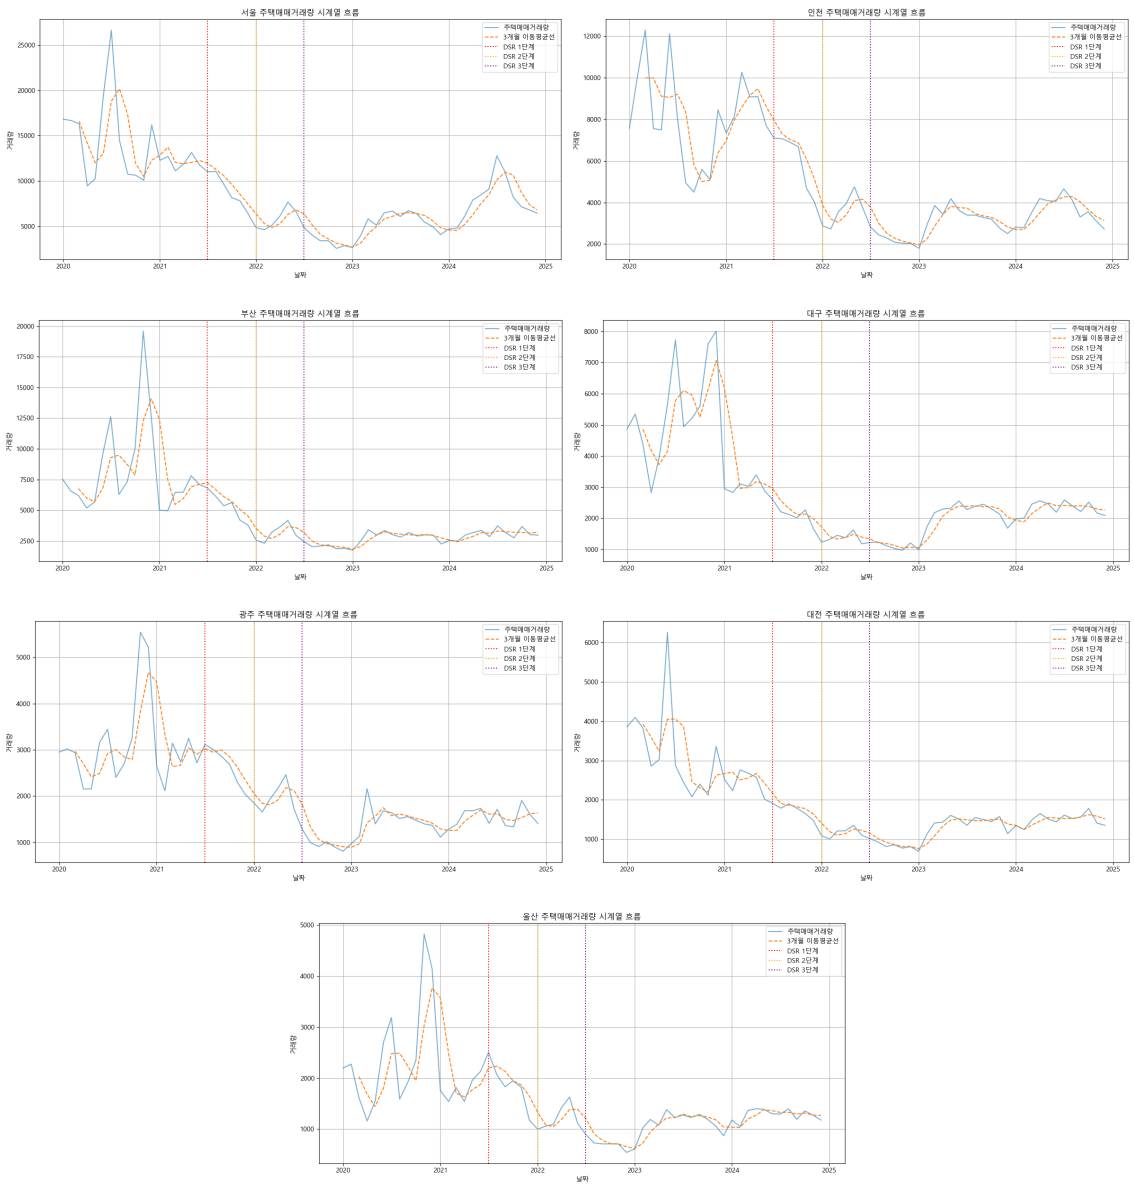 서울 주택매매거래량 시계열 흐름
25000
20000
15000
10000
5000
거래량
2020 2021 2022 2023 2024 2025
날짜
주택매매거래량
3개월 이동평균선
DSR 1단계
DSR 2단계
DSR 3단계
인천 주택매매거래량 시계열 흐름
12000
10000
8000
6000
4000
2000
거래량
2020 2021 2022 2023 2024 2025
날짜
주택매매거래량
3개월 이동평균선
DSR 1단계
DSR 2단계
DSR 3단계
부산 주택매매거래량 시계열 흐름
20000
17500
15000
12500
10000
7500
5000
2500
거래량
2020 2021 2022 2023 2024 2025
날짜
주택매매거래량
3개월 이동평균선
DSR 1단계
DSR 2단계
DSR 3단계
대구 주택매매거래량 시계열 흐름
8000
7000
6000
5000
4000
3000
2000
1000
거래량
2020 2021 2022 2023 2024 2025
날짜
주택매매거래량
3개월 이동평균선
DSR 1단계
DSR 2단계
DSR 3단계
광주 주택매매거래량 시계열 흐름
5000
4000
3000
2000
1000
거래량
2020 2021 2022 2023 2024 2025
날짜
주택매매거래량
3개월 이동평균선
DSR 1단계
DSR 2단계
DSR 3단계
대전 주택매매거래량 시계열 흐름
6000
5000
4000
3000
2000
1000
거래량
2020 2021 2022 2023 2024 2025
날짜
주택매매거래량
3개월 이동평균선
DSR 1단계
DSR 2단계
DSR 3단계
울산 주택매매거래량 시계열 흐름
5000
4000
3000
2000
1000
거래량
2020 2021 2022 2023 2024 2025
날짜
주택매매거래량
3개월 이동평균선
DSR 1단계
DSR 2단계
DSR 3단계